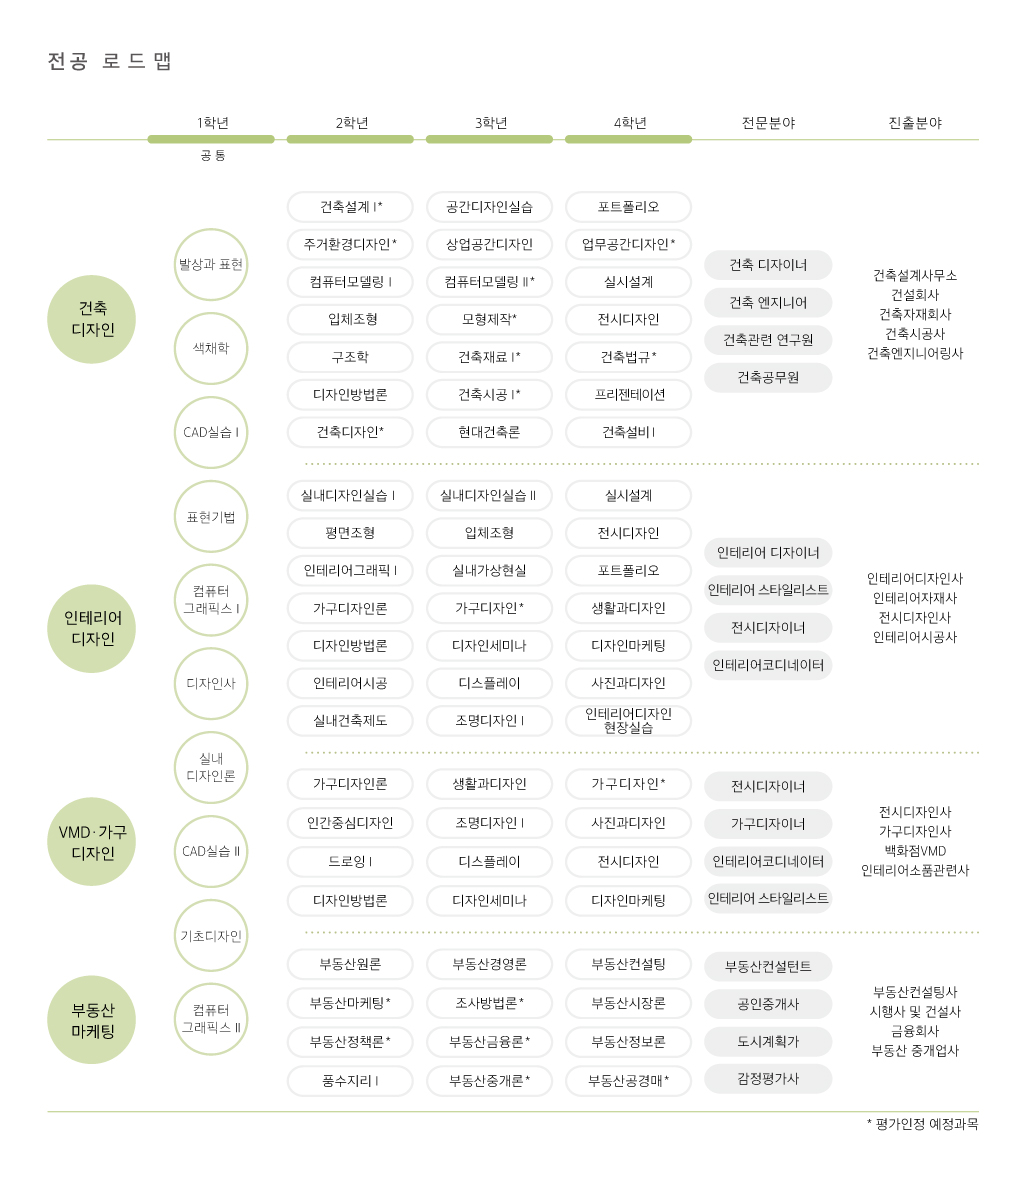 전공 로드맵
1학년 2학년 3학년 4학년 전문분야 진출분야
공통
발상과 표현
색채학
CAD실습 I
표현기법
컴퓨터
그래픽스 I
디자인사
실내
디자인론
CAD실습 II
기초디자인
컴퓨터
그래픽스 II
건축
디자인
건축설계 I* 공간디자인실습 포트폴리오
주거환경디자인* 상업공간디자인 업무공간디자인*
컴퓨터모델링 I 컴퓨터모델링 II* 실시설계
입체조형 모형제작* 전시디자인
구조학 건축재료 I* 건축법규*
디자인방법론 건축시공 I* 프리젠테이션
건축디자인* 현대건축론 건축설비 I
건축 디자이너
건축 엔지니어
건축관련 연구원
건축공무원
건축설계사무소
건설회사
건축자재회사
건축시공사
건축엔지니어링사
인테리어
디자인
실내디자인실습 I 실내디자인실습 II 실시설계
평면조형 입체조형 전시디자인
인테리어그래픽 I 실내가상현실 포트폴리오
가구디자인론 가구디자인* 생활과디자인
디자인방법론 디자인세미나 디자인마케팅
인테리어시공 디스플레이 사진과디자인
실내건축제도 조명디자인 I 인테리어디자인
현장실습
인테리어 디자이너
인테리어 스타일리스트
전시디자이너
인테리어코디네이터
인테리어디자인사
인테리어자재사
전시디자인사
인테리어시공사
VMD·가구
디자인
가구디자인론 생활과디자인 가구디자인*
인간중심디자인 조명디자인 I 사진과디자인
드로잉 I 디스플레이 전시디자인
디자인방법론 디자인세미나 디자인마케팅
전시디자이너
가구디자이너
인테리어코디네이터
인테리어 스타일리스트
전시디자인사
가구디자인사
백화점VMD
인테리어소품관련사
부동산
마케팅
부동산원론 부동산경영론 부동산컨설팅
부동산마케팅* 조사방법론* 부동산시장론
부동산정책론* 부동산금융론* 부동산정보론
풍수지리 I 부동산중개론* 부동산공경매*
부동산컨설턴트
공인중개사
도시계획가
감정평가사
부동산컨설팅사
시행사 및 건설사
금융회사
부동산 중개업사
* 평가인정 예정과목